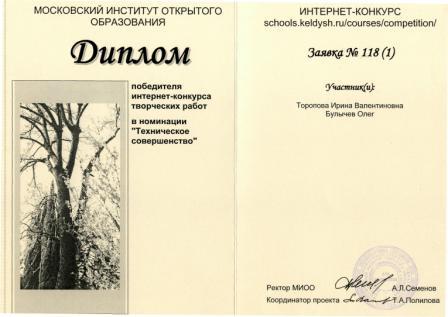 МОСКОВСКИЙ ИНСТИТУТ ОТКРЫТОГО
ОБРАЗОВАНИЯ
Диплом
победителя
интернет-конкурса
творческих работ
в номинации
"Техническое
совершенство"
ИНТЕРНЕТ-КОНКУРС
schools.keldysh.ru/courses/competition/
Заявка № 118 (1)
Участник(и):
Торопова Ирина Валентиновна
Булычев Олег
Ректор МИОО А.Л.Семенов
Координатор проекта Т.А.Полилова